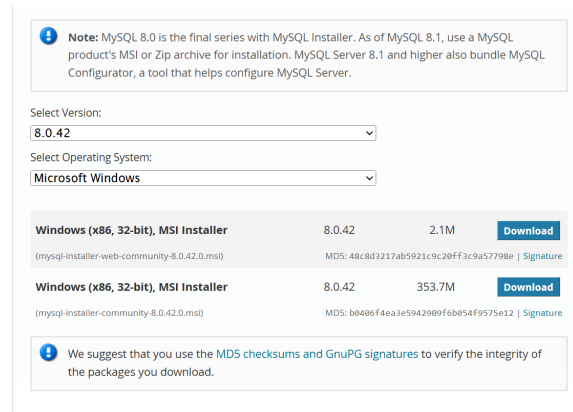 Note: MySQL 8.0 is the final series with MySQL Installer. As of MySQL 8.1, use a MySQL
product's MSI or Zip archive for installation. MySQL Server 8.1 and higher also bundle MySQL
Configurator, a tool that helps configure MySQL Server.
Select Version:
8.0.42
Select Operating System:
Microsoft Windows
Windows (x86, 32-bit), MSI Installer 8.0.42 2.1M Download
(mysql-installer-web-community-8.0.42.0.msi) MD5: 48c8d3217ab5921c9c20ff3c9a57798e | Signature
Windows (x86, 32-bit), MSI Installer 8.0.42 353.7M Download
(mysql-installer-community-8.0.42.0.msi) MD5: b0406f4ea3e5942909f6b054f9575e12 | Signature
We suggest that you use the MD5 checksums and GnuPG signatures to verify the integrity of
the packages you download.